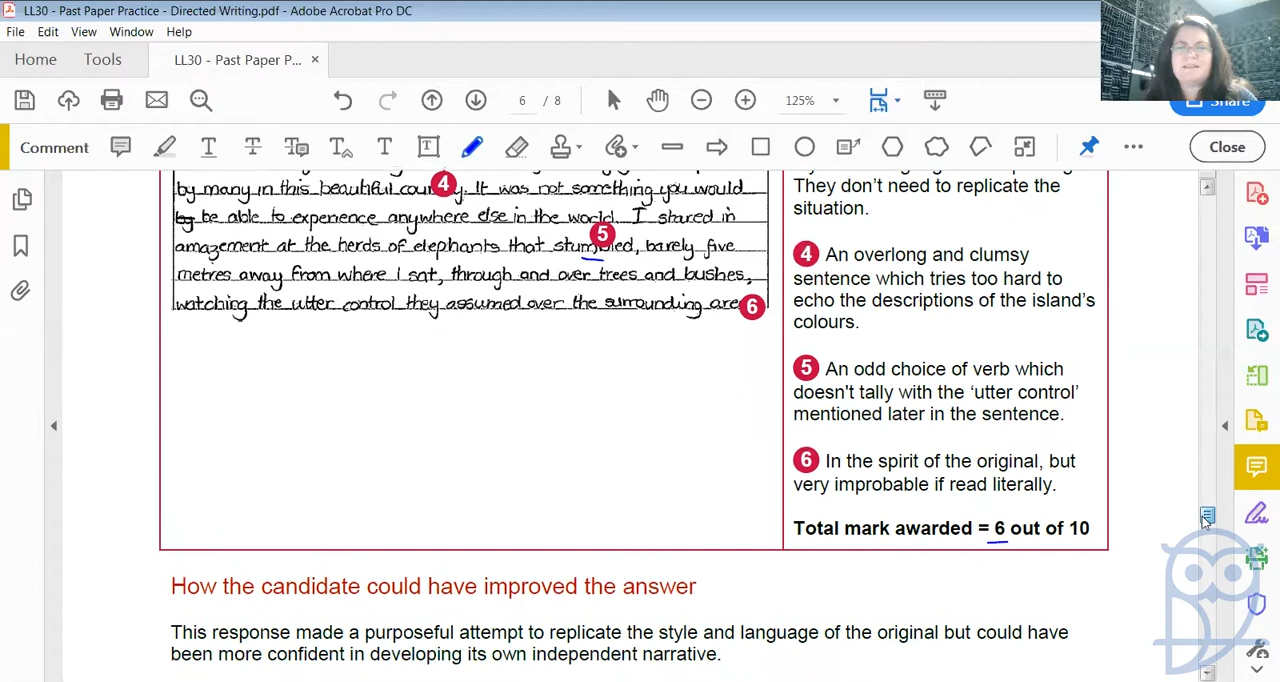 LL30 - Past Paper Practice - Directed Writing.pdf - Adobe Acrobat Pro DC
File Edit View Window Help
Home Tools LL30 - Past Paper P... ×
6 / 8 125% Share
Comment Close
by many in this beautiful country. It was not something you would
be able to experience anywhere else in the world. I shared in
amazement at the herds of elephants that stumbled, barely five
metres away from where I sat, through and over trees and bushes,
watching the utter control they assumed over the surrounding area
4
5
6
They don’t need to replicate the
situation.
4 An overlong and clumsy
sentence which tries too hard to
echo the descriptions of the island’s
colours.
5 An odd choice of verb which
doesn't tally with the ‘utter control’
mentioned later in the sentence.
6 In the spirit of the original, but
very improbable if read literally.
Total mark awarded = 6 out of 10
How the candidate could have improved the answer
This response made a purposeful attempt to replicate the style and language of the original but could have
been more confident in developing its own independent narrative.